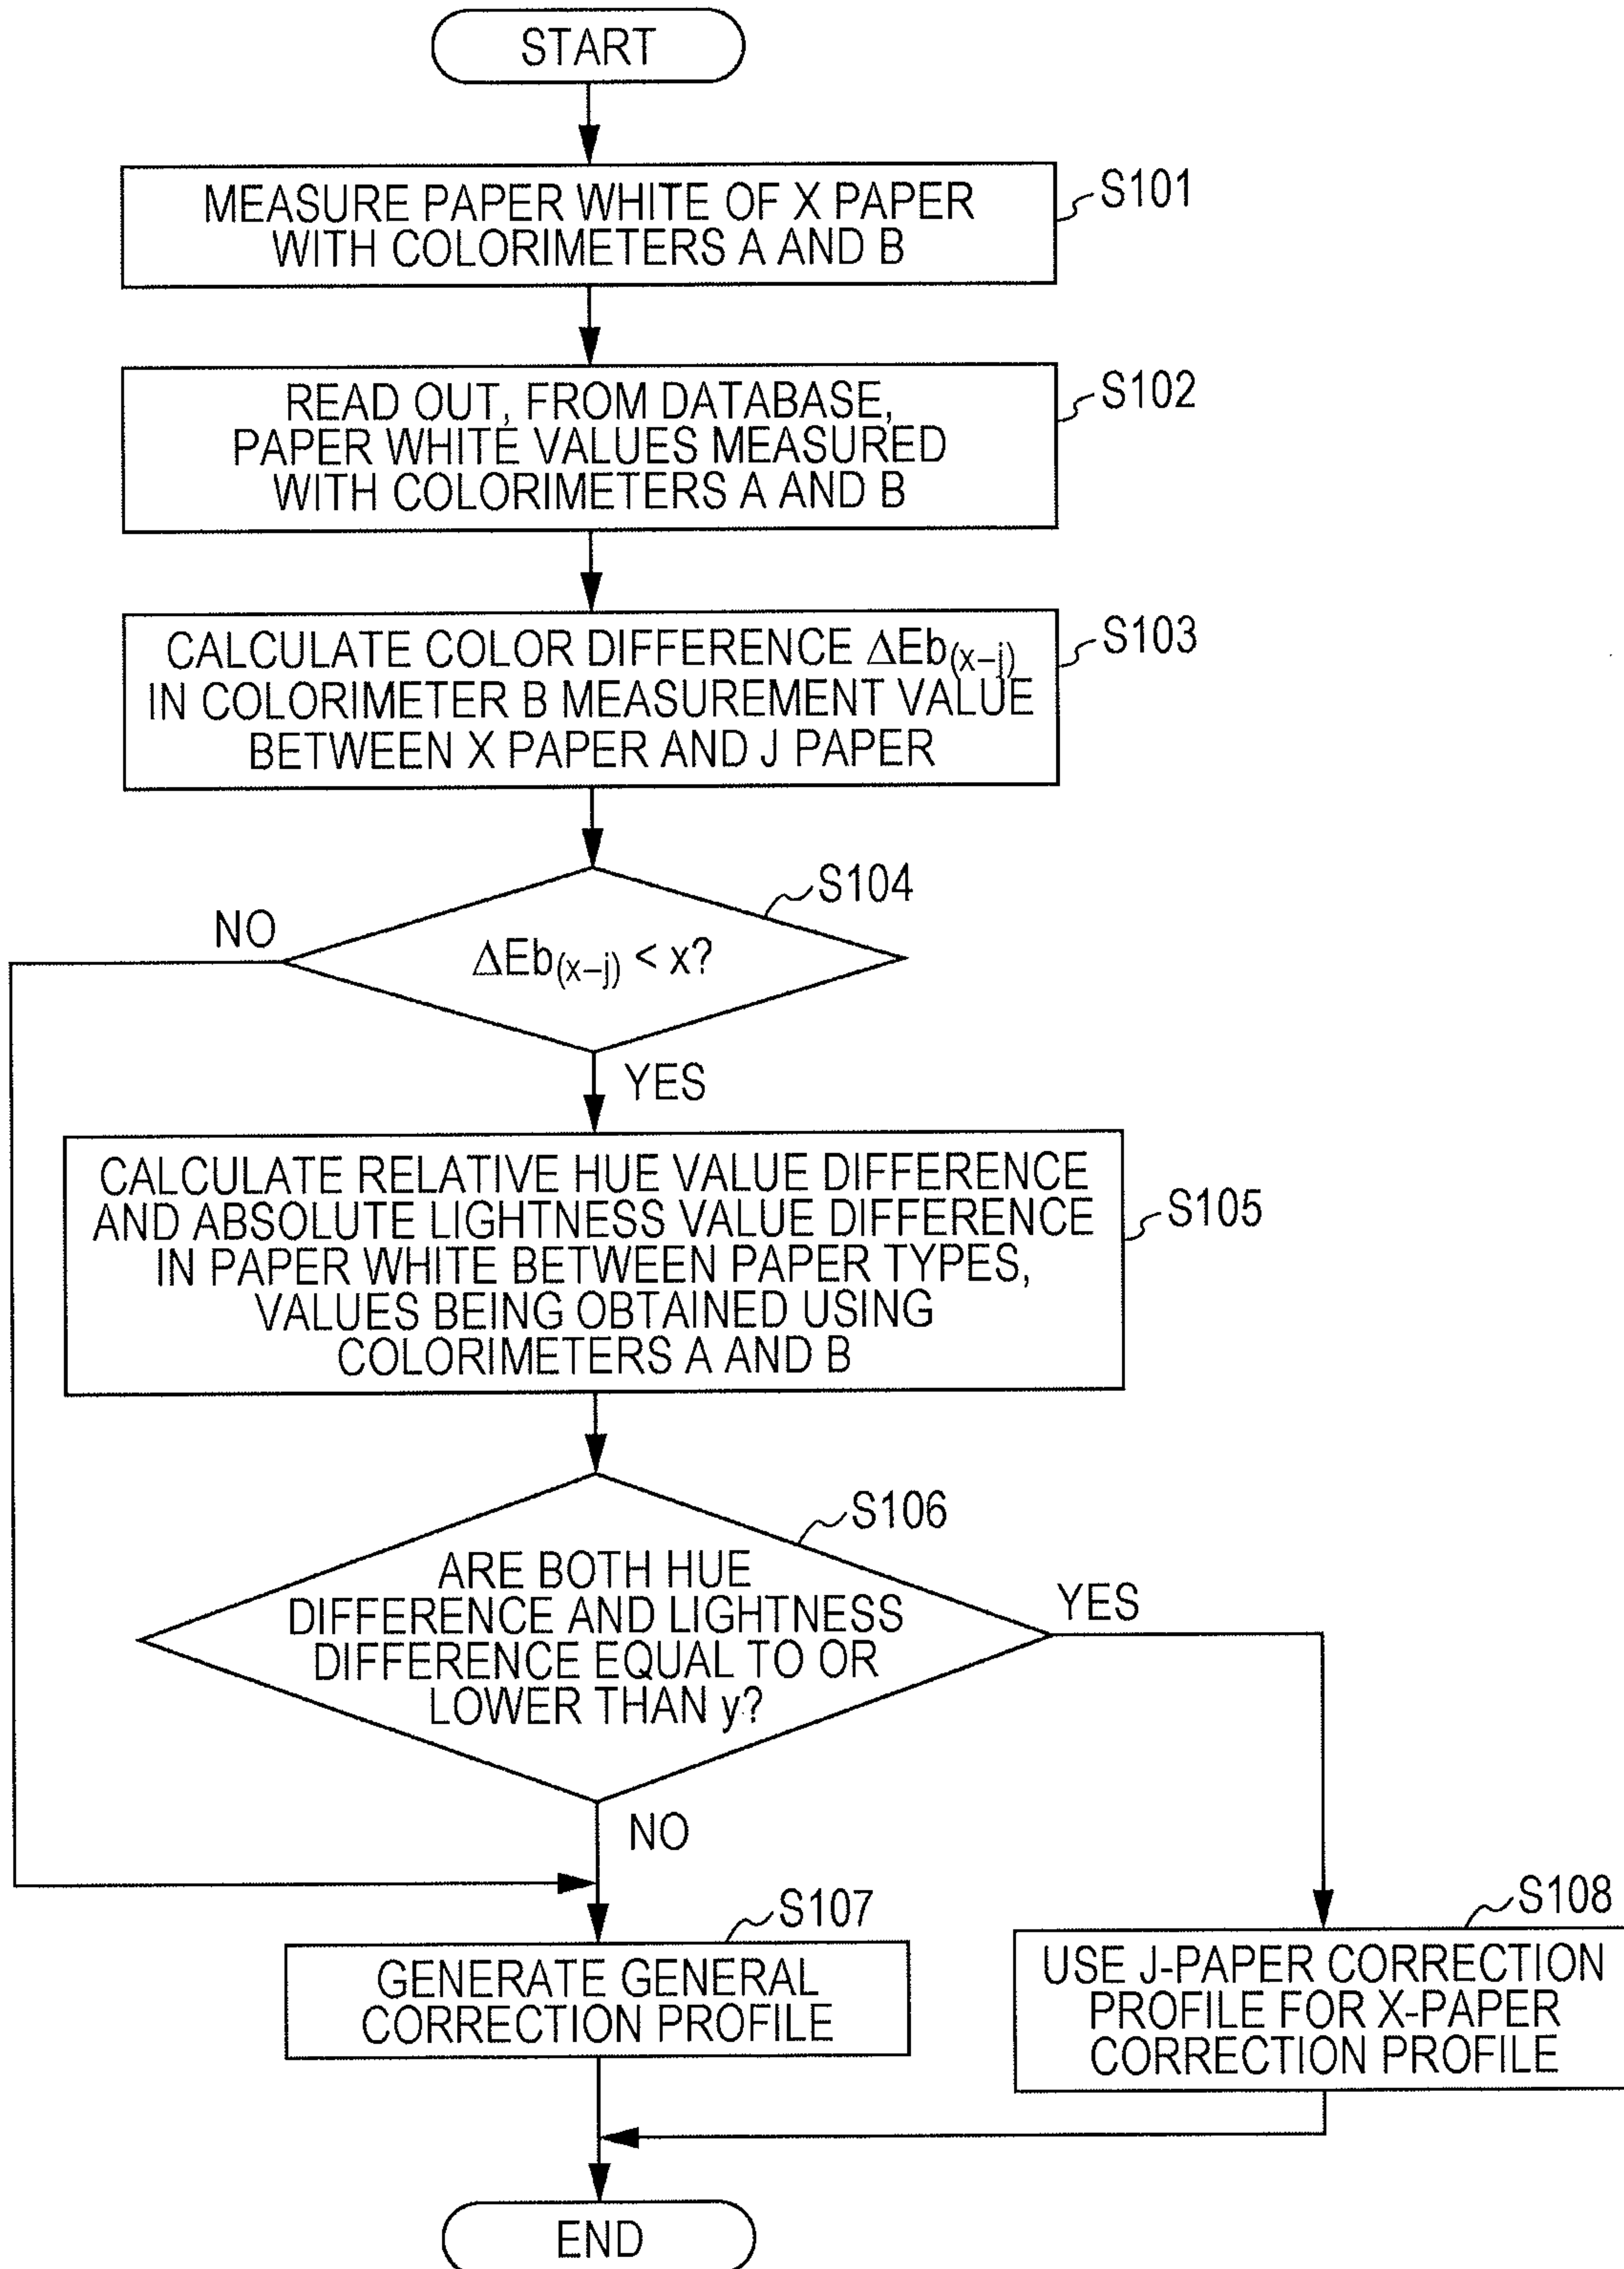 START
MEASURE PAPER WHITE OF X PAPER
WITH COLORIMETERS A AND B
S101
READ OUT, FROM DATABASE,
PAPER WHITE VALUES MEASURED
WITH COLORIMETERS A AND B
S102
CALCULATE COLOR DIFFERENCE ΔEb(x–j)
IN COLORIMETER B MEASUREMENT VALUE
BETWEEN X PAPER AND J PAPER
S103
S104
NO
ΔEb(x–j) < x?
YES
CALCULATE RELATIVE HUE VALUE DIFFERENCE
AND ABSOLUTE LIGHTNESS VALUE DIFFERENCE
IN PAPER WHITE BETWEEN PAPER TYPES,
VALUES BEING OBTAINED USING
COLORIMETERS A AND B
S105
S106
ARE BOTH HUE
DIFFERENCE AND LIGHTNESS
DIFFERENCE EQUAL TO OR
LOWER THAN y?
YES
NO
S107
GENERATE GENERAL
CORRECTION PROFILE
S108
USE J-PAPER CORRECTION
PROFILE FOR X-PAPER
CORRECTION PROFILE
END